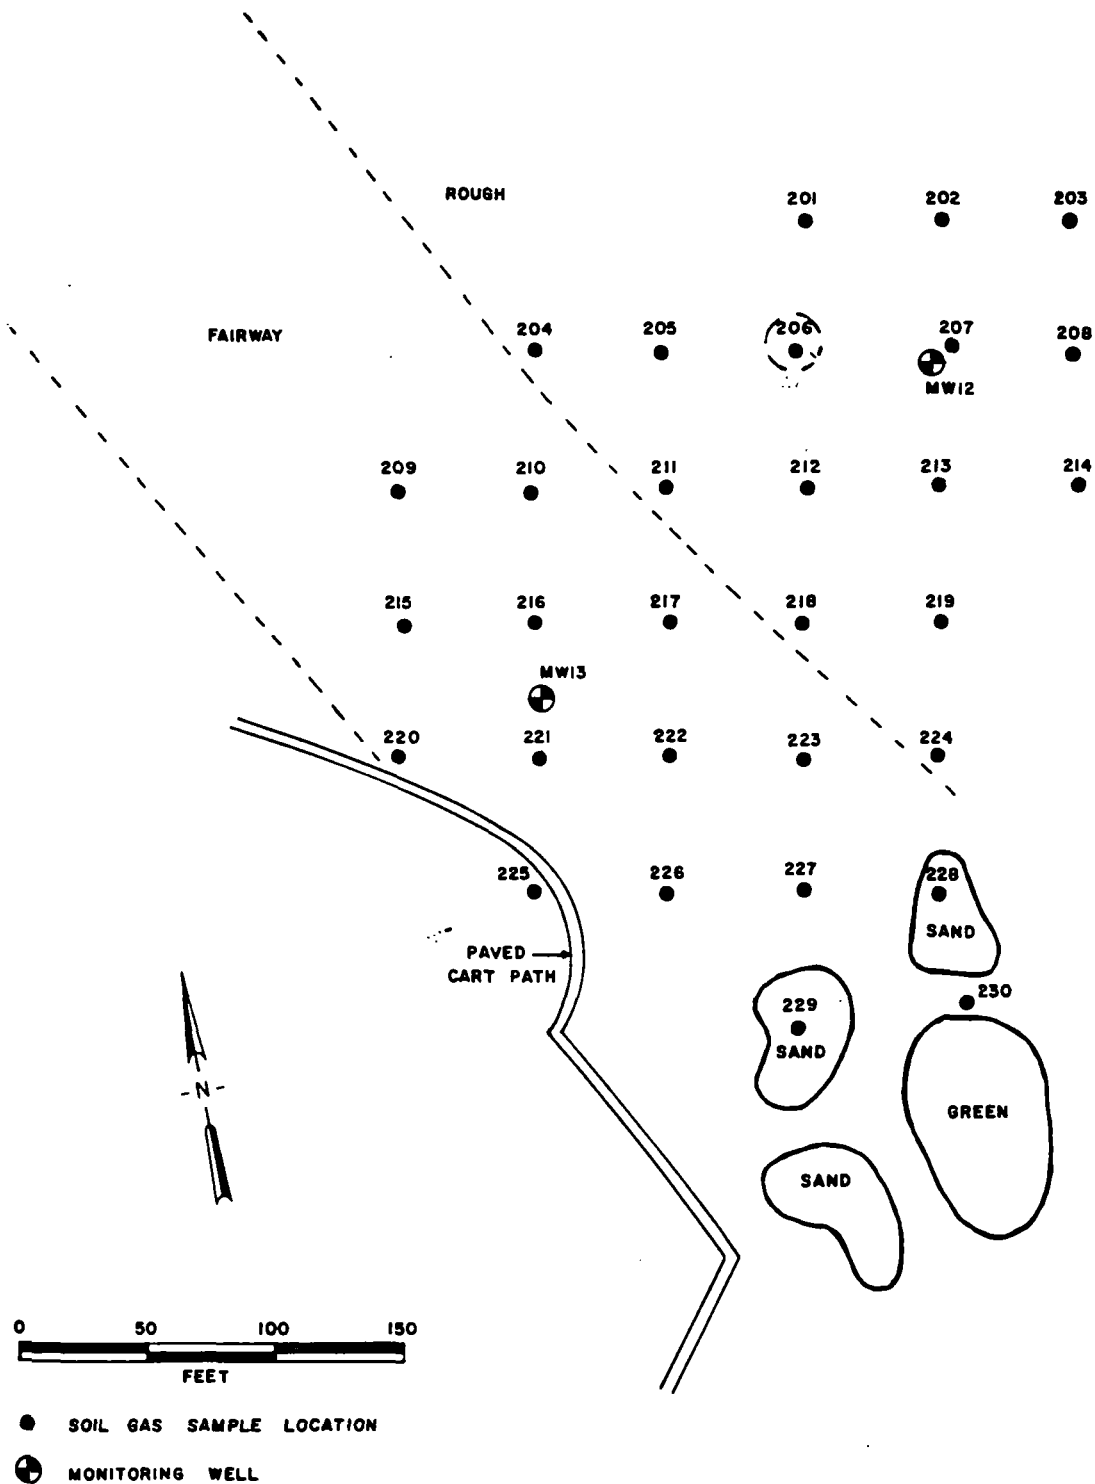 ROUGH
201 202 203
FAIRWAY
204 205 206 207 208
MW12
209 210 211 212 213 214
215 216 217 218 219
MW13
220 221 222 223 224
225 226 227 228
SAND
PAVED
CART PATH
229 230
SAND
N
GREEN
SAND
0 50 100 150
FEET
SOIL GAS SAMPLE LOCATION
MONITORING WELL